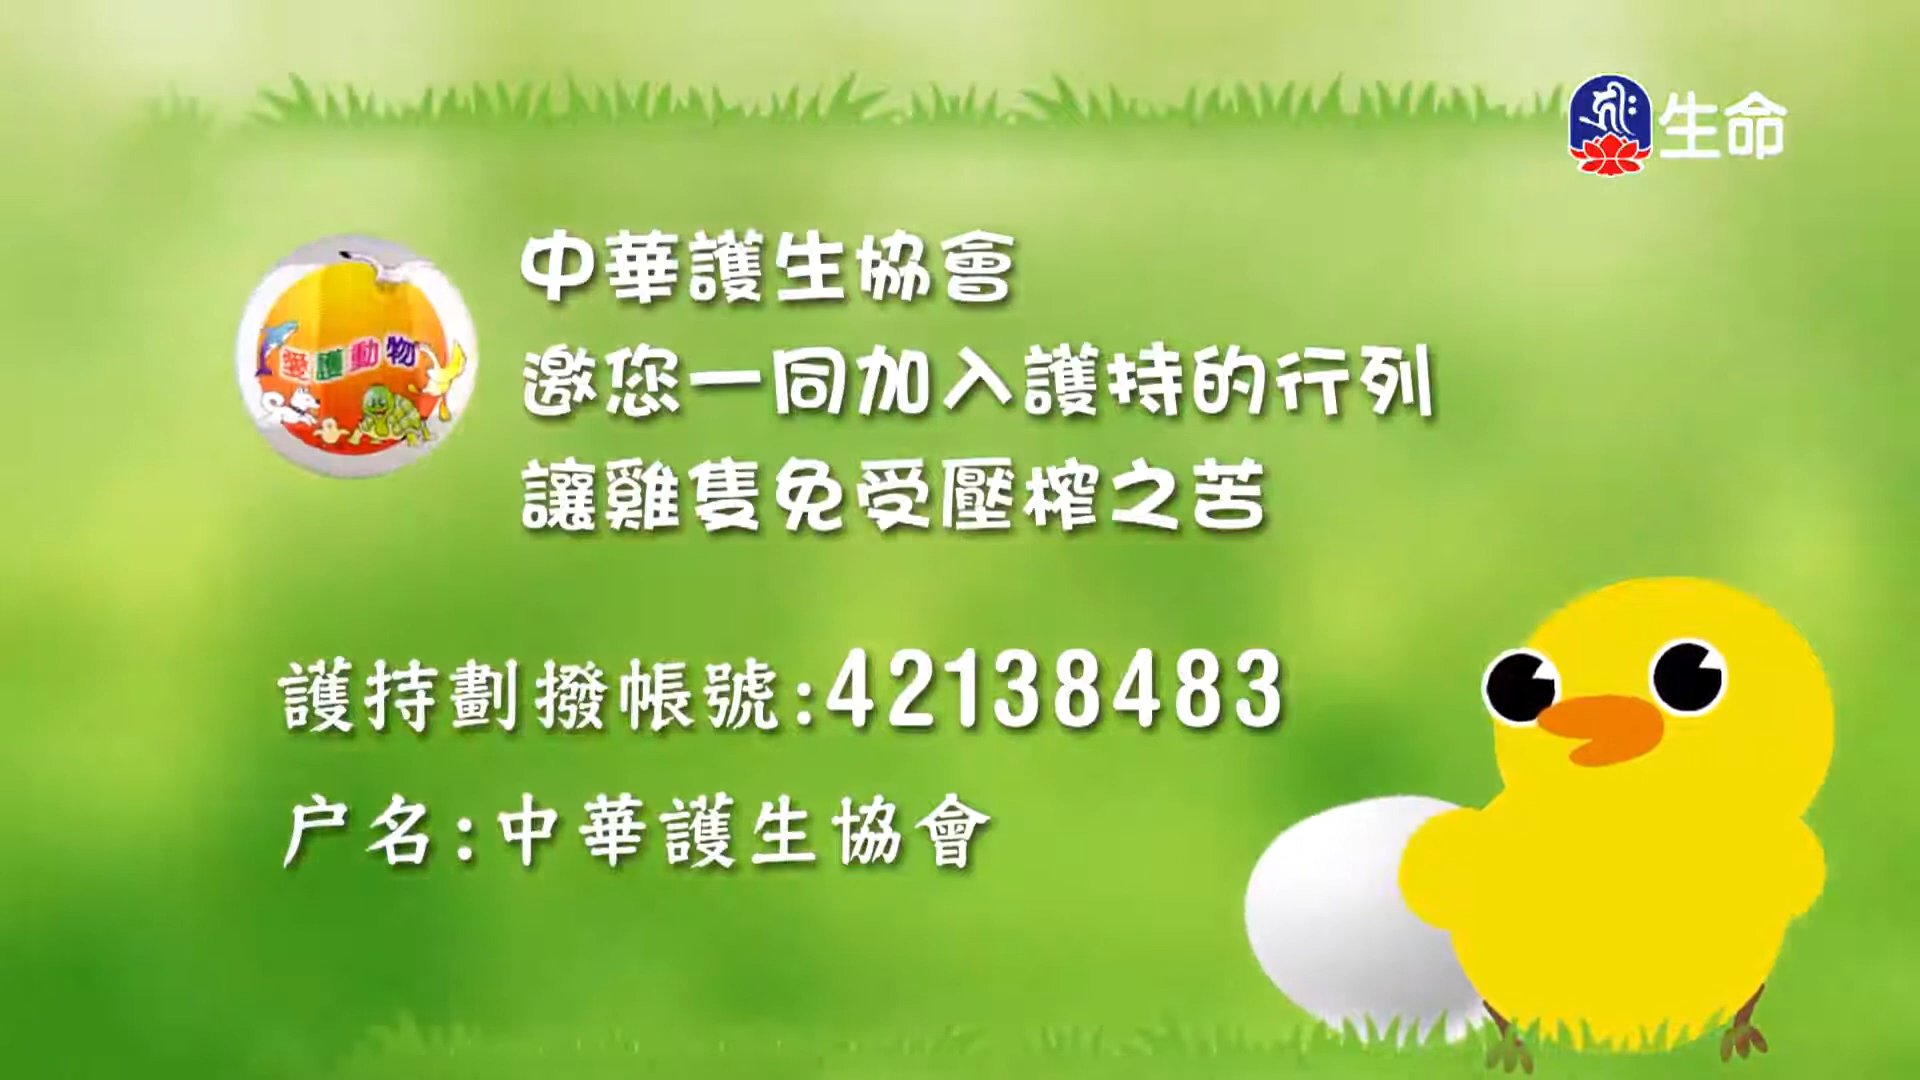 生命
中華護生協會
愛護動物
邀您一同加入護持的行列
讓雞隻免受壓榨之苦
護持劃撥帳號:42138483
户名:中華護生協會